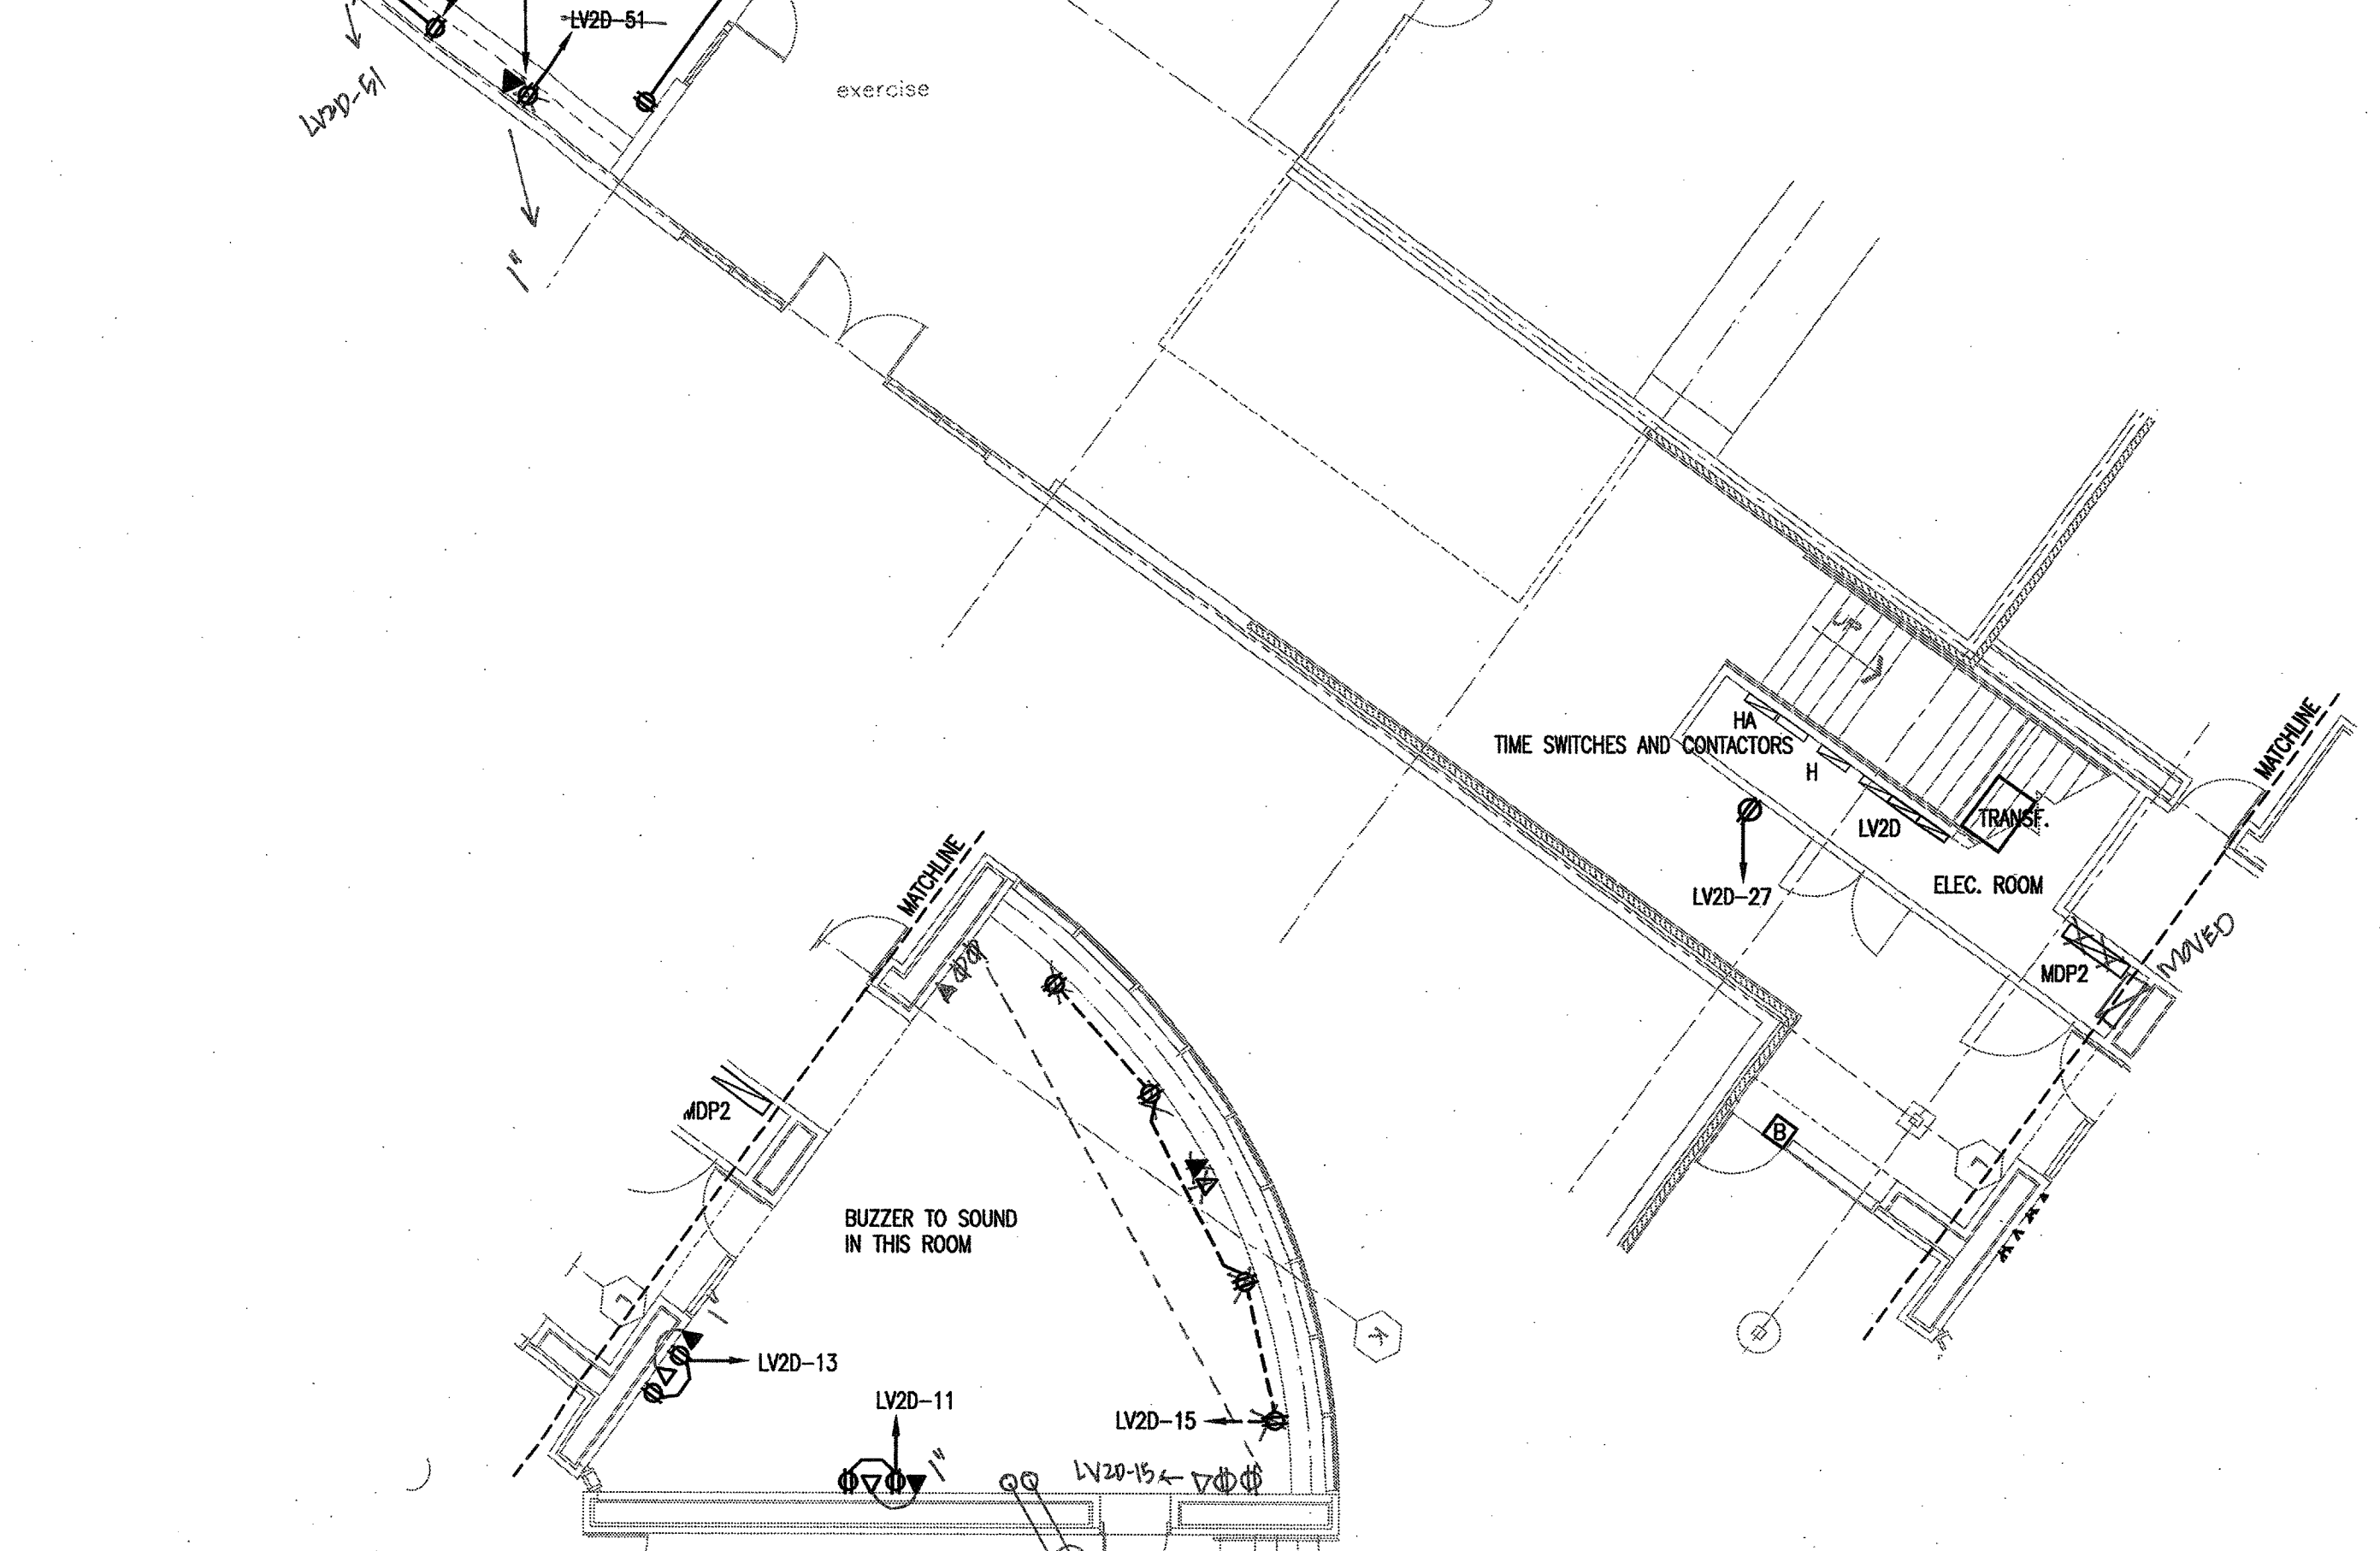 LV2D-51
LV2D-51
exercise
1"
UP
HA
TIME SWITCHES AND CONTACTORS
H
MATCHLINE
TRANSF.
LV2D
LV2D-27
ELEC. ROOM
MATCHLINE
MOVED
MDP2
MDP2
B
L
BUZZER TO SOUND
IN THIS ROOM
L
K
LV2D-13
LV2D-11
LV2D-15
1"
LV2D-15